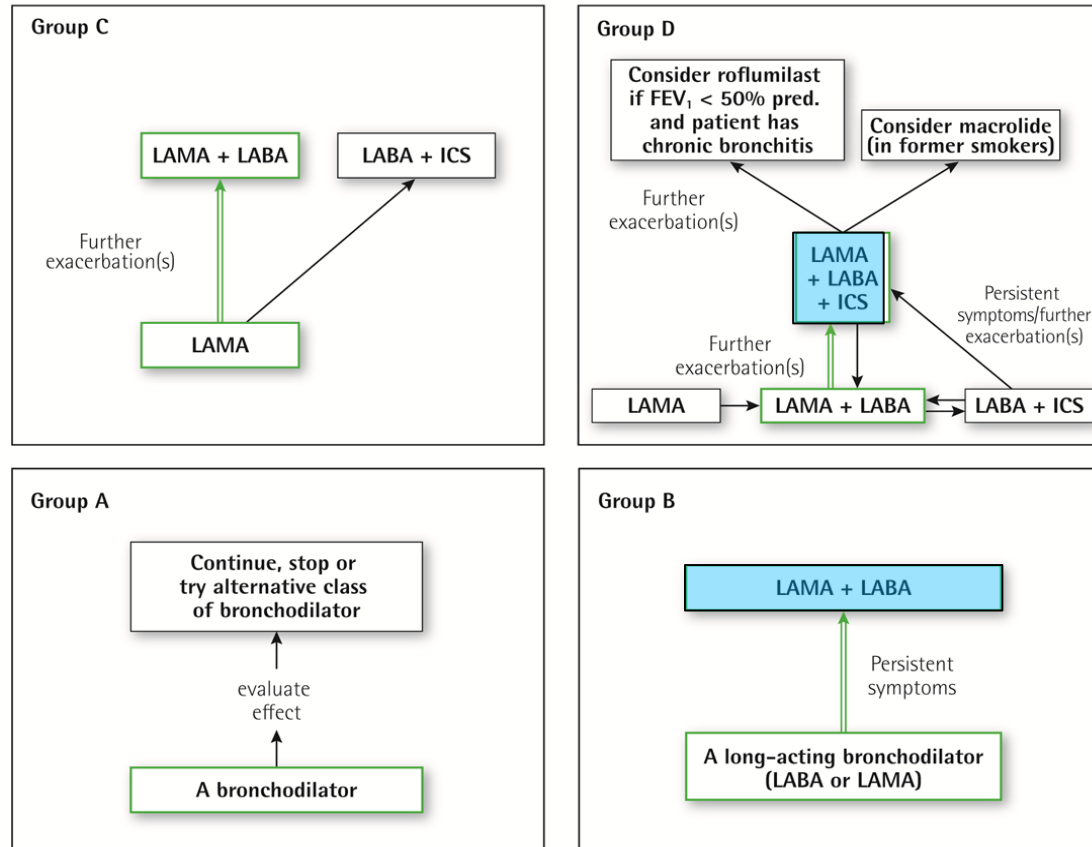 Group C
LAMA + LABA
LABA + ICS
Further
exacerbation(s)
LAMA
Group D
Consider roflumilast
if FEV₁ < 50% pred.
and patient has
chronic bronchitis
Consider macrolide
(in former smokers)
Further
exacerbation(s)
LAMA
+ LABA
+ ICS
Persistent
symptoms/further
exacerbation(s)
Further
exacerbation(s)
LAMA
LAMA + LABA
LABA + ICS
Group A
Continue, stop or
try alternative class
of bronchodilator
evaluate
effect
A bronchodilator
Group B
LAMA + LABA
Persistent
symptoms
A long-acting bronchodilator
(LABA or LAMA)